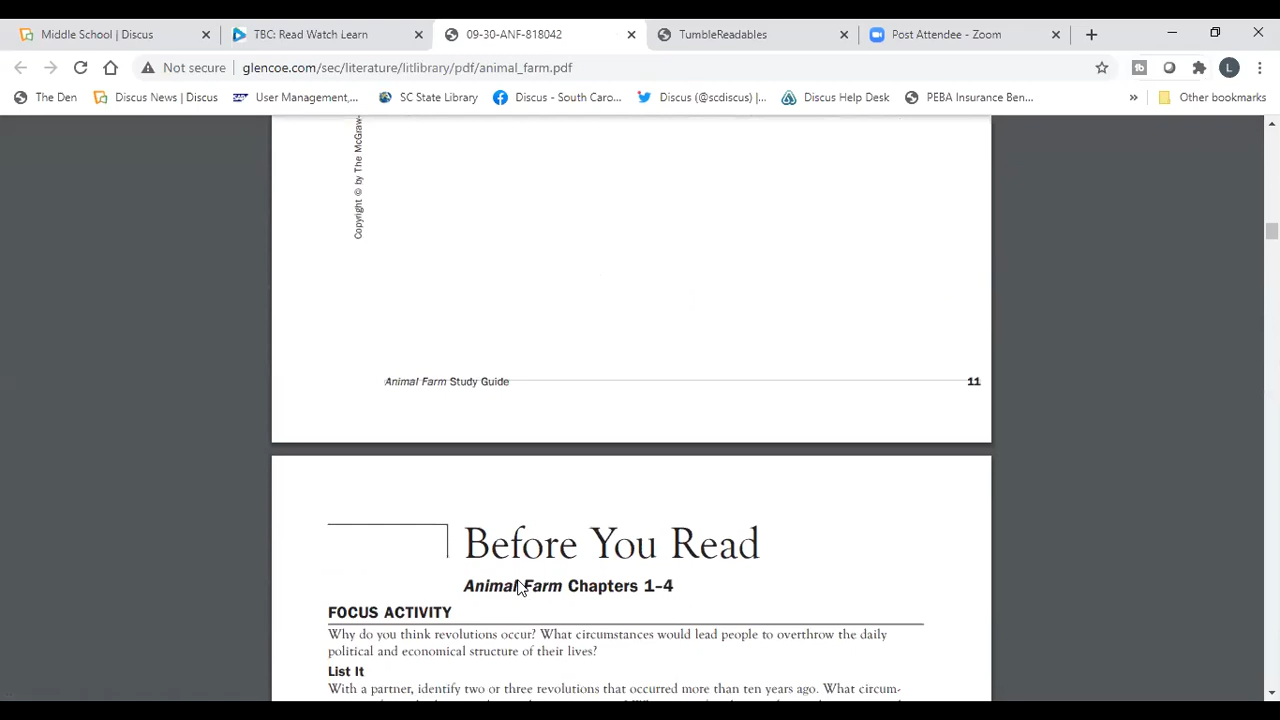 Middle School | Discus
TBC: Read Watch Learn
09-30-ANF-818042
TumbleReadables
Post Attendee - Zoom
Not secure
glencoe.com/sec/literature/litlibrary/pdf/animal_farm.pdf
L
The Den
Discus News | Discus
User Management,...
SC State Library
Discus - South Caro...
Discus (@scdiscus) |...
Discus Help Desk
PEBA Insurance Ben...
»
Other bookmarks
Copyright © by The McGraw-
Animal Farm Study Guide
11
Before You Read
Animal Farm Chapters 1–4
FOCUS ACTIVITY
Why do you think revolutions occur? What circumstances would lead people to overthrow the daily
political and economical structure of their lives?
List It
With a partner, identify two or three revolutions that occurred more than ten years ago. What circum-